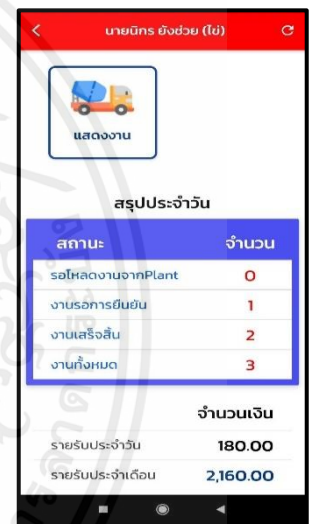 นายนิกร ยังช่วย (ไข่)
แสดงงาน
สรุปประจำวัน
สถานะ จำนวน
รอโหลดงานจากPlant 0
งานรอการยืนยัน 1
งานเสร็จสิ้น 2
งานทั้งหมด 3
จำนวนเงิน
รายรับประจำวัน 180.00
รายรับประจำเดือน 2,160.00